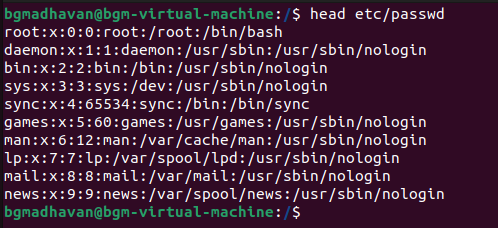 bgmadhavan@bgm-virtual-machine:/$ head etc/passwd
root:x:0:0:root:/root:/bin/bash
daemon:x:1:1:daemon:/usr/sbin:/usr/sbin/nologin
bin:x:2:2:bin:/bin:/usr/sbin/nologin
sys:x:3:3:sys:/dev:/usr/sbin/nologin
sync:x:4:65534:sync:/bin:/bin/sync
games:x:5:60:games:/usr/games:/usr/sbin/nologin
man:x:6:12:man:/var/cache/man:/usr/sbin/nologin
lp:x:7:7:lp:/var/spool/lpd:/usr/sbin/nologin
mail:x:8:8:mail:/var/mail:/usr/sbin/nologin
news:x:9:9:news:/var/spool/news:/usr/sbin/nologin
bgmadhavan@bgm-virtual-machine:/$